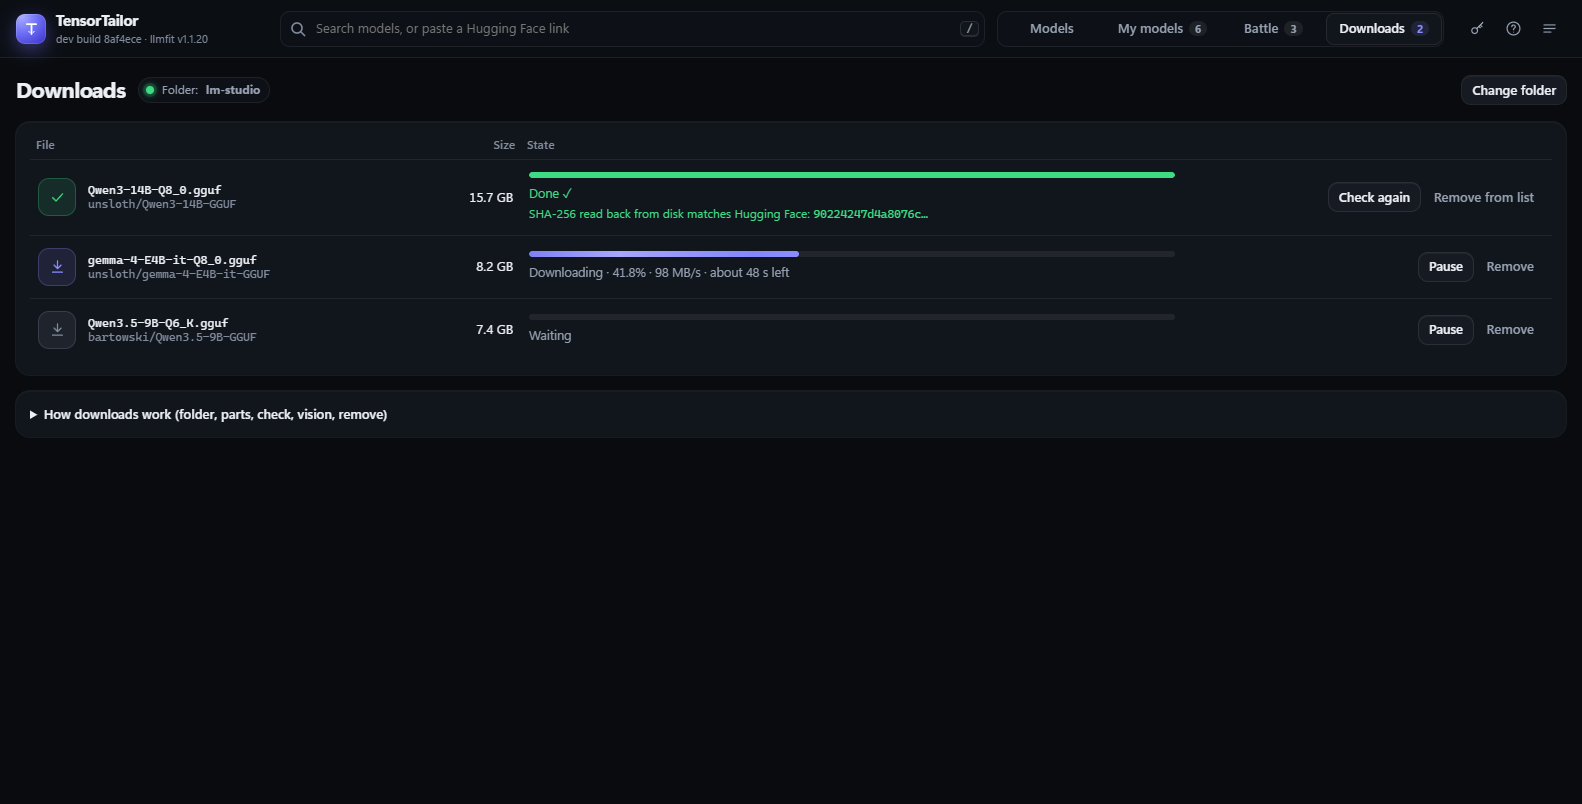 TensorTailor
dev build 8af4ece · llmfit v1.1.20
Search models, or paste a Hugging Face link
/
Models
My models 6
Battle 3
Downloads 2
Downloads
Folder: lm-studio
Change folder
File
Size
State
Qwen3-14B-Q8_0.gguf
unsloth/Qwen3-14B-GGUF
15.7 GB
Done ✓
SHA-256 read back from disk matches Hugging Face: 90224247d4a8076c…
Check again
Remove from list
gemma-4-E4B-it-Q8_0.gguf
unsloth/gemma-4-E4B-it-GGUF
8.2 GB
Downloading · 41.8% · 98 MB/s · about 48 s left
Pause
Remove
Qwen3.5-9B-Q6_K.gguf
bartowski/Qwen3.5-9B-GGUF
7.4 GB
Waiting
Pause
Remove
How downloads work (folder, parts, check, vision, remove)